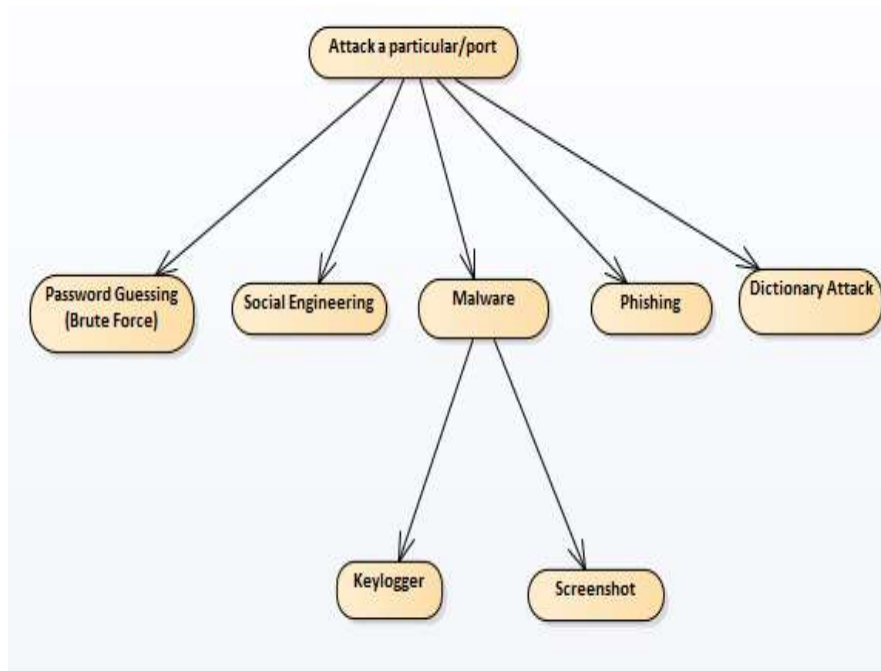 Attack a particular/port
Password Guessing
(Brute Force)
Social Engineering
Malware
Phishing
Dictionary Attack
Keylogger
Screenshot